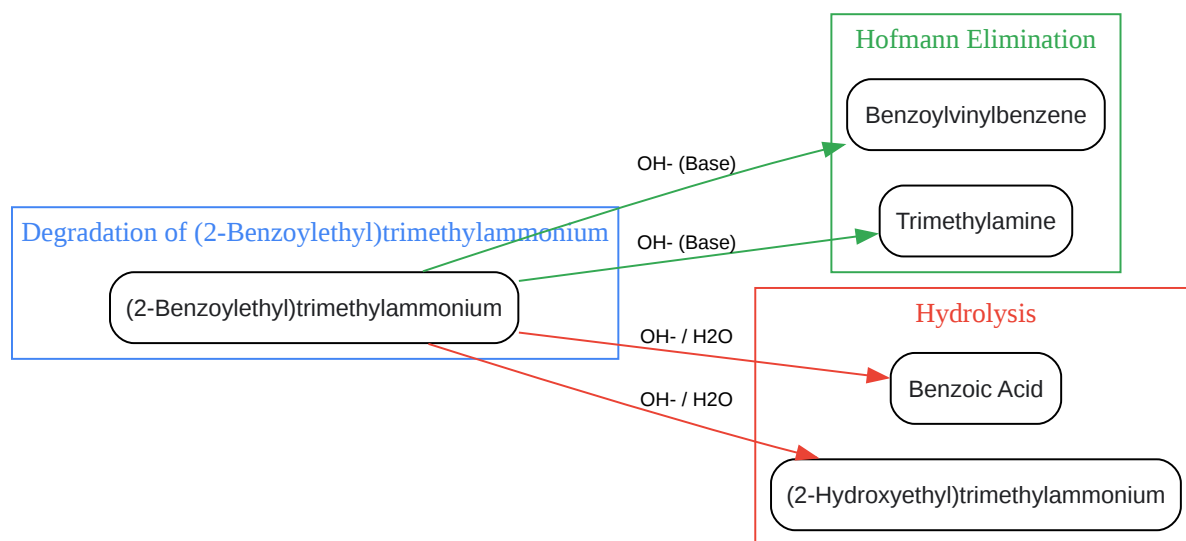 Hofmann Elimination
Benzoylvinylbenzene
OH- (Base)
Trimethylamine
Degradation of (2-Benzoylethyl)trimethylammonium
OH- (Base)
(2-Benzoylethyl)trimethylammonium
Hydrolysis
OH- / H2O
Benzoic Acid
OH- / H2O
(2-Hydroxyethyl)trimethylammonium